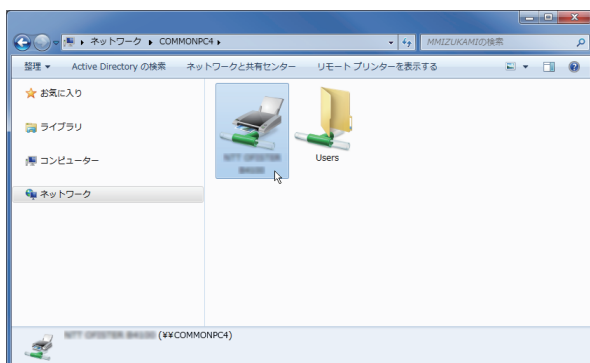 ネットワーク ▸ COMMONPC4 ▸
MMIZUKAMIの検索
整理 ▼ Active Directory の検索 ネットワークと共有センター リモート プリンターを表示する
お気に入り
ライブラリ
コンピューター
ネットワーク
Users
(¥¥COMMONPC4)